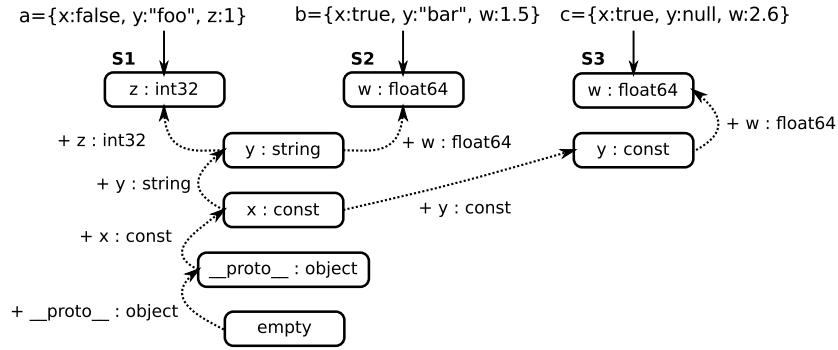 a={x:false, y:"foo", z:1}
b={x:true, y:"bar", w:1.5}
c={x:true, y:null, w:2.6}
S1
S2
S3
z : int32
w : float64
w : float64
+ z : int32
y : string
+ w : float64
y : const
+ w : float64
+ y : string
x : const
+ y : const
+ x : const
__proto__ : object
+ __proto__ : object
empty